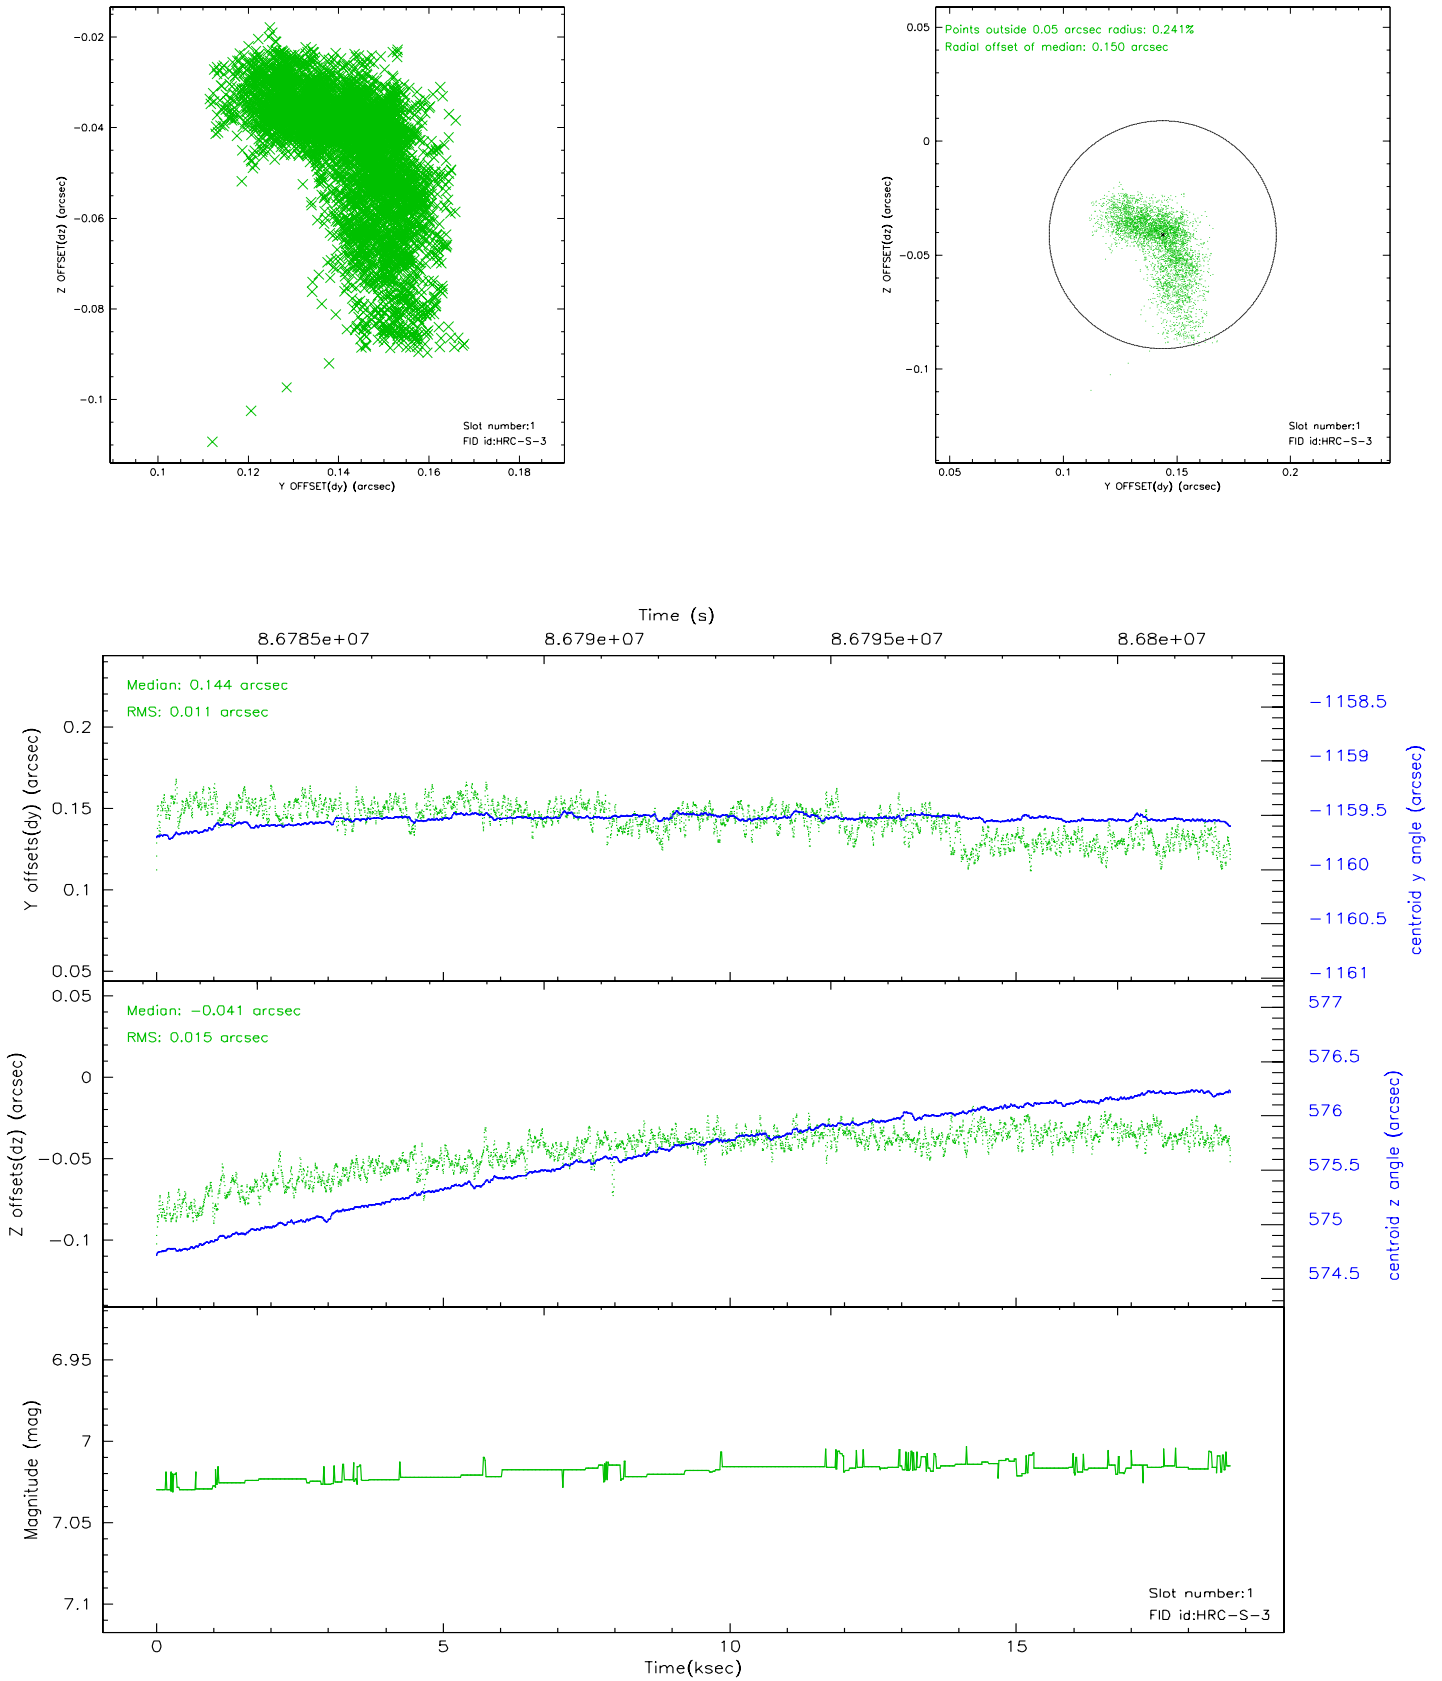 −0.02
−0.04
−0.06
−0.08
−0.1
Z OFFSET(dz) (arcsec)
0.1 0.12 0.14 0.16 0.18
Y OFFSET(dy) (arcsec)
Slot number:1
FID id:HRC−S−3
Points outside 0.05 arcsec radius: 0.241%
Radial offset of median: 0.150 arcsec
0.05
0
−0.05
−0.1
Z OFFSET(dz) (arcsec)
0.05 0.1 0.15 0.2
Y OFFSET(dy) (arcsec)
Slot number:1
FID id:HRC−S−3
Time (s)
8.6785e+07 8.679e+07 8.6795e+07 8.68e+07
Median: 0.144 arcsec
RMS: 0.011 arcsec
0.2
0.15
0.1
0.05
Y offsets(dy) (arcsec)
−1158.5
−1159
−1159.5
−1160
−1160.5
−1161
centroid y angle (arcsec)
Median: −0.041 arcsec
RMS: 0.015 arcsec
0.05
0
−0.05
−0.1
Z offsets(dz) (arcsec)
577
576.5
576
575.5
575
574.5
centroid z angle (arcsec)
6.95
7
7.05
7.1
Magnitude (mag)
Slot number:1
FID id:HRC−S−3
0 5 10 15
Time(ksec)